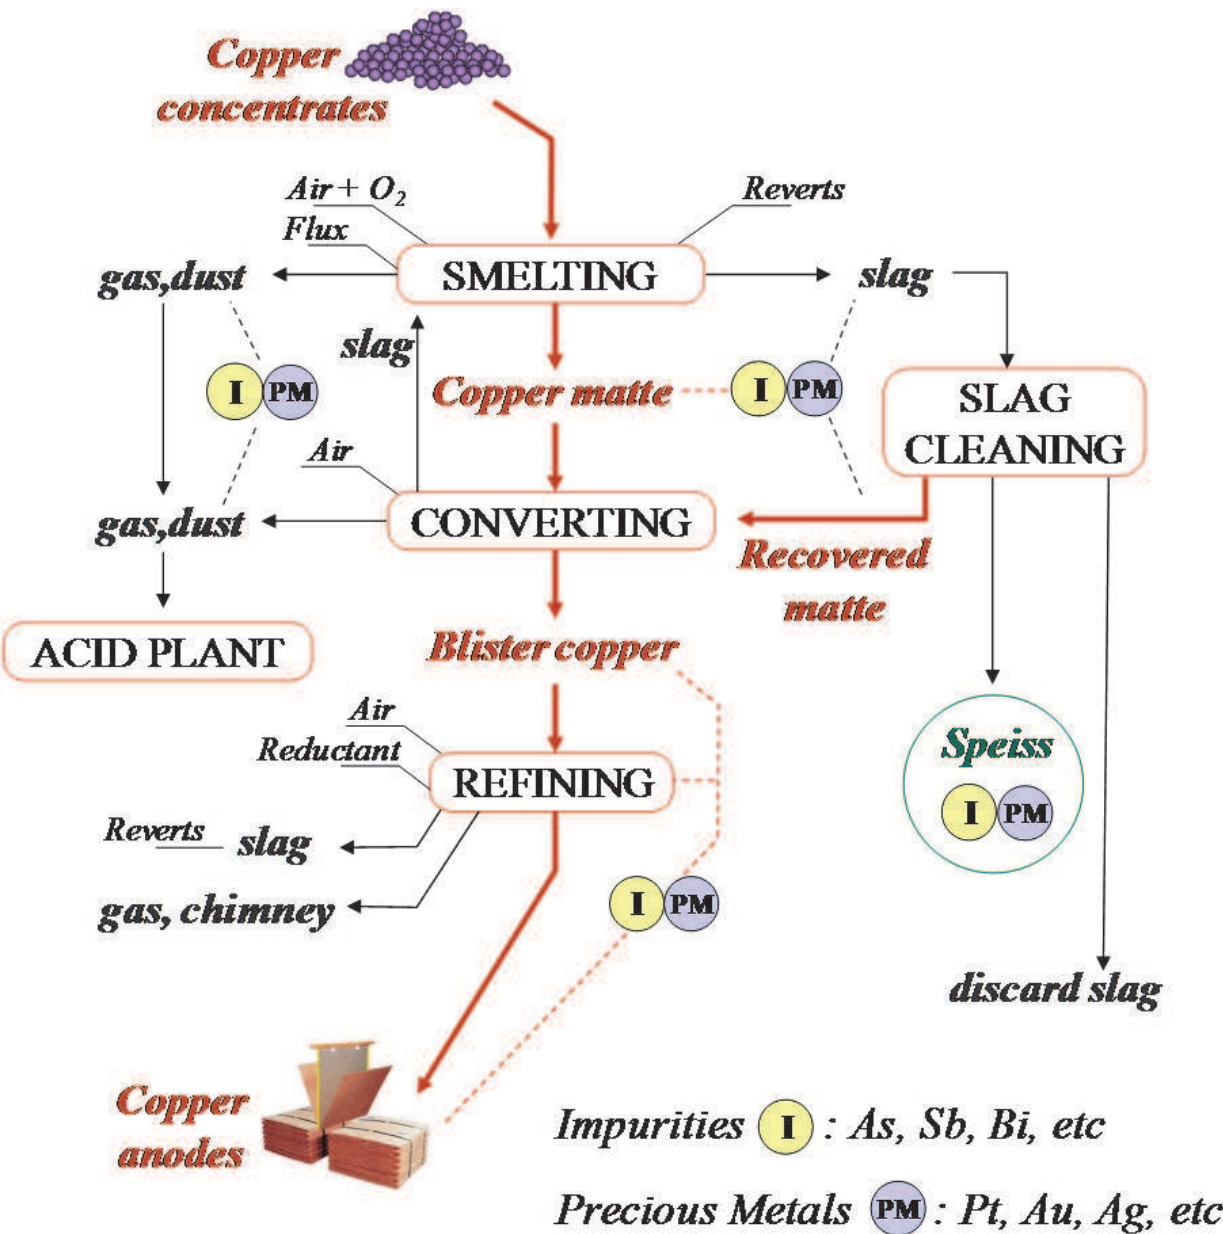 Copper
concentrates
Air + O2
Reverts
Flux
gas,dust
SMELTING
slag
slag
I PM
Copper matte
I PM
SLAG
CLEANING
Air
gas,dust
CONVERTING
Recovered
matte
ACID PLANT
Blister copper
Air
Reductant
REFINING
Speiss
I PM
Reverts slag
gas, chimney
I PM
discard slag
Copper
anodes
Impurities I : As, Sb, Bi, etc
Precious Metals PM : Pt, Au, Ag, etc